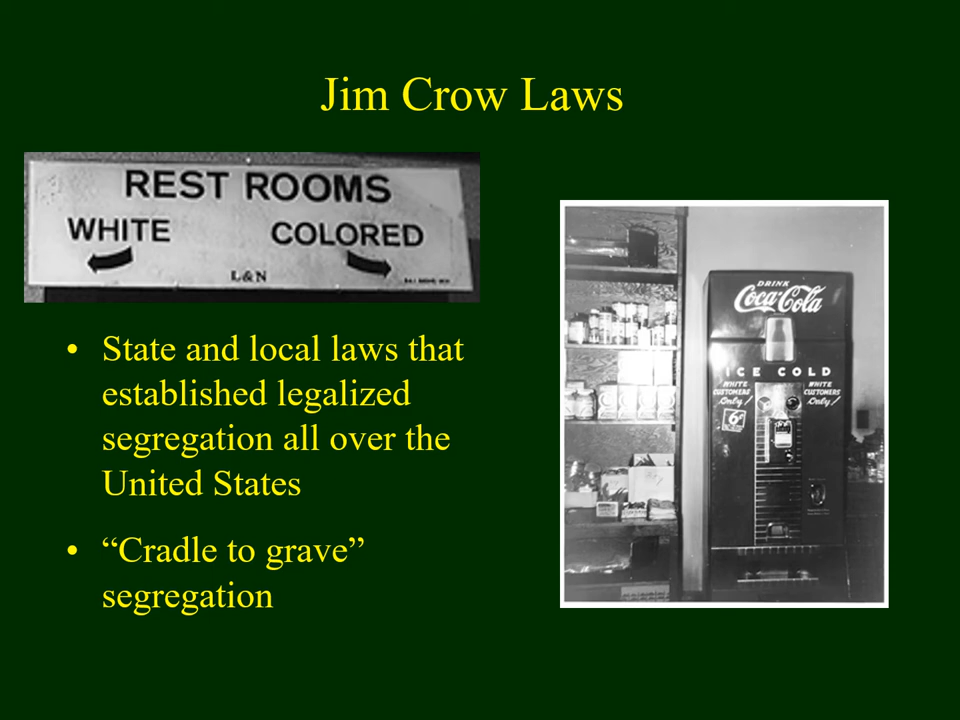 Jim Crow Laws
REST ROOMS
WHITE COLORED
L&N
• State and local laws that
established legalized
segregation all over the
United States
• “Cradle to grave”
segregation
DRINK
Coca-Cola
ICE COLD
WHITE CUSTOMERS Only! WHITE CUSTOMERS Only!
6¢